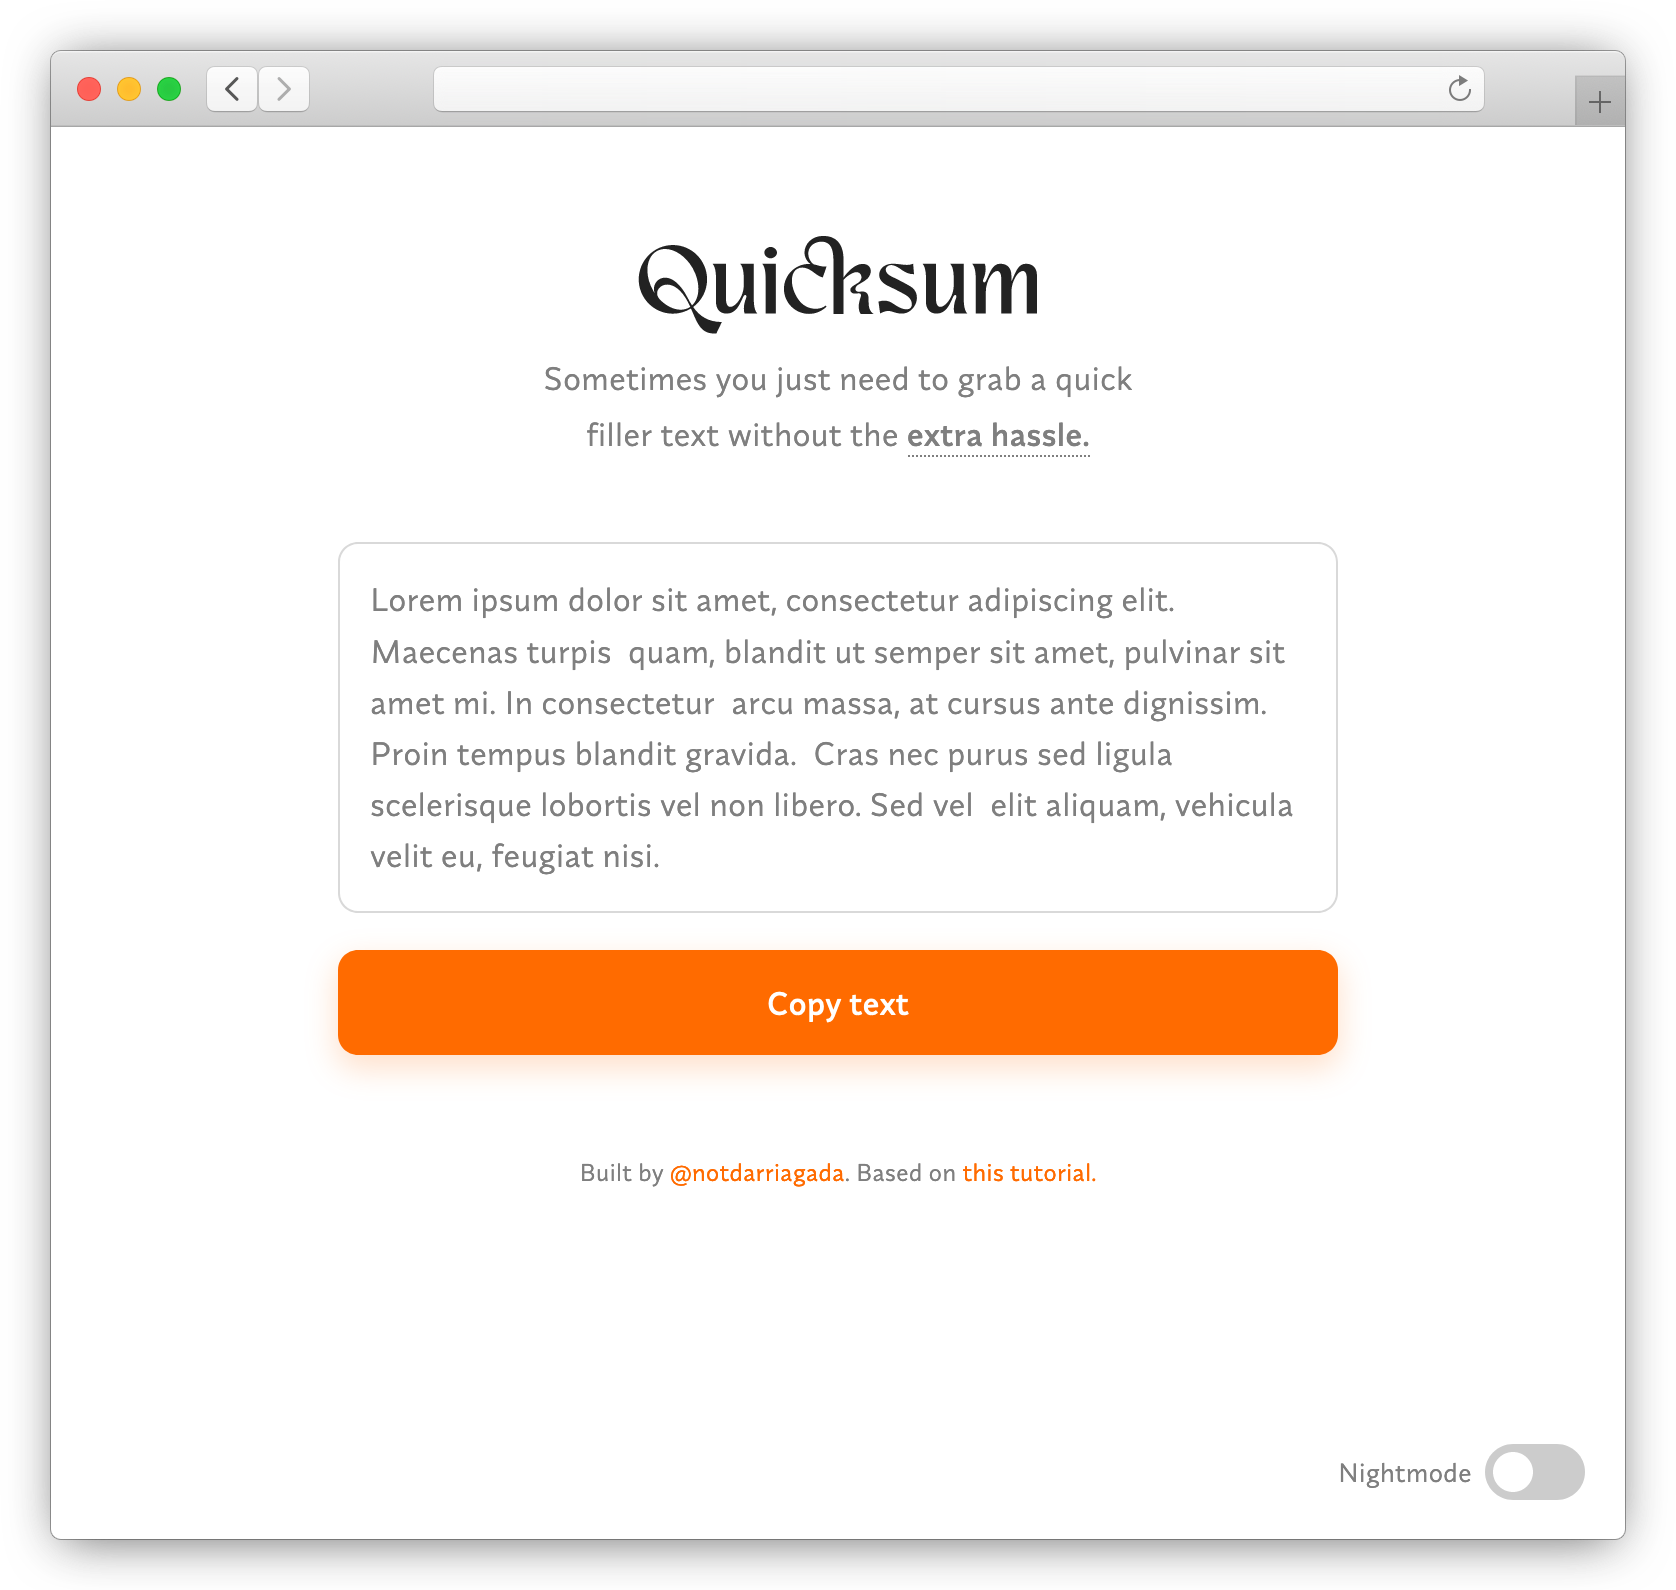 Quicksum
Sometimes you just need to grab a quick
filler text without the extra hassle.
Lorem ipsum dolor sit amet, consectetur adipiscing elit.
Maecenas turpis  quam, blandit ut semper sit amet, pulvinar sit
amet mi. In consectetur  arcu massa, at cursus ante dignissim.
Proin tempus blandit gravida.  Cras nec purus sed ligula
scelerisque lobortis vel non libero. Sed vel  elit aliquam, vehicula
velit eu, feugiat nisi.
Copy text
Built by @notdarriagada. Based on this tutorial.
Nightmode